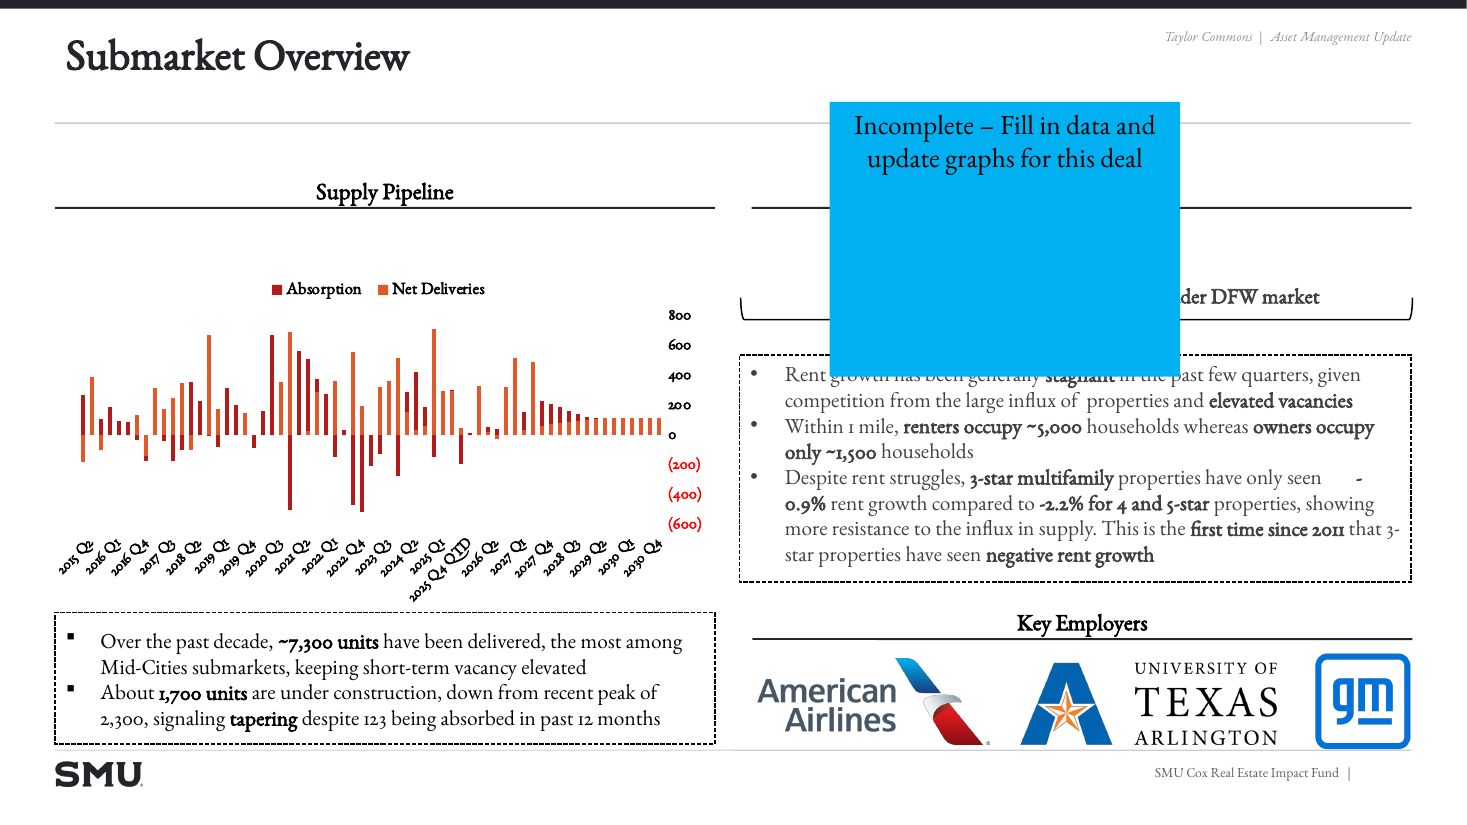 Taylor Commons | Asset Management Update
Submarket Overview
Incomplete – Fill in data and
update graphs for this deal
Supply Pipeline
Absorption Net Deliveries
800
600
400
200
0
(200)
(400)
(600)
2015 Q2 2016 Q1 2016 Q4 2017 Q3 2018 Q2 2019 Q1 2019 Q4 2020 Q3 2021 Q2 2022 Q1 2022 Q4 2023 Q3 2024 Q2 2025 Q1 2025 Q4 QTD 2026 Q2 2027 Q1 2027 Q4 2028 Q3 2029 Q2 2030 Q1 2030 Q4
▪ Over the past decade, ~7,300 units have been delivered, the most among
Mid-Cities submarkets, keeping short-term vacancy elevated
▪ About 1,700 units are under construction, down from recent peak of
2,300, signaling tapering despite 123 being absorbed in past 12 months
DFW market
• Rent growth has been generally stagnant in the past few quarters, given
competition from the large influx of properties and elevated vacancies
• Within 1 mile, renters occupy ~5,000 households whereas owners occupy
only ~1,500 households
• Despite rent struggles, 3-star multifamily properties have only seen -
0.9% rent growth compared to -2.2% for 4 and 5-star properties, showing
more resistance to the influx in supply. This is the first time since 2011 that 3-
star properties have seen negative rent growth
Key Employers
American
Airlines
A
UNIVERSITY OF
TEXAS
ARLINGTON
gm
SMU
SMU Cox Real Estate Impact Fund |